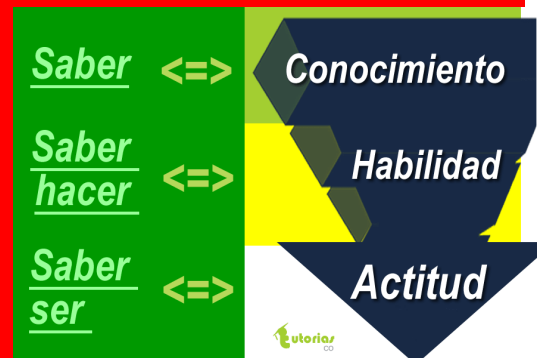 Saber <=> Conocimiento
Saber
hacer <=> Habilidad
Saber
ser <=> Actitud
tutorias
co